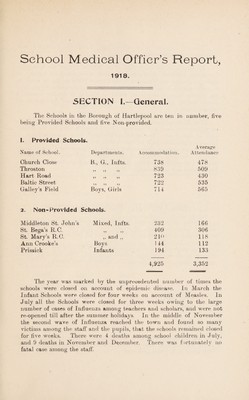 School Medical Offier's Report,
1918.
SECTION I.—General.
The Schools in the Borough of Hartlepool are ten in number, five
being Provided Schools and five Non-provided.
1. Provided Schools.
Name of School. Departments. Accommodation. Average Attendance.
Church Close B., G., Infts. 738 478
Throston ,, ,, ,, 839 509
Hart Road ,, ,, ,, 723 430
Baltic Street ,, ,, ,, 722 535
Galley's Field Boys, Girls 714 565
2. Non-Provided Schools.
Middleton St. John's Mixed, Infts. 232 166
St. Bega's R.C. ,, ,, 409 306
St. Mary's R.C. ,, and ,, 210 118
Ann Crooke's Boys 144 112
Prissick Infants 194 133
4,925 3,352
The year was marked by the unprecedented number of times the
schools were closed on account of epidemic disease. In March the
Infant Schools were closed for four weeks on account of Measles. In
July all the Schools were closed for three weeks owing to the large
number of cases of Influenza among teachers and scholars, and were not
re-opened till after the summer holidays. In the middle of November
the second wave of Influenza reached the town and found so many
victims among the staff and the pupils, that the schools remained closed
for five weeks. There were 4 deaths among school children in July,
and 9 deaths in November and December. There was fortunately no
fatal case among the staff.